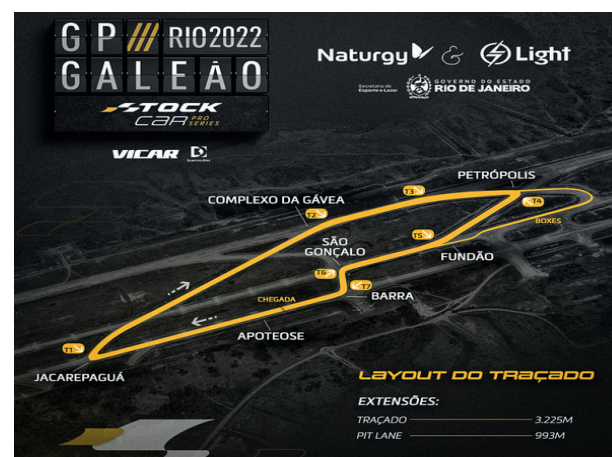 GP /// RIO2022
GALEÃO
STOCK
CAR PRO
SERIES
Naturgy & Light
Secretaria de
Esporte e Lazer
GOVERNO DO ESTADO
RIO DE JANEIRO
VICAR
PETRÓPOLIS
T3
T4
COMPLEXO DA GÁVEA
T2
BOXES
SÃO
GONÇALO
T5
FUNDÃO
T6
T7
CHEGADA
BARRA
APOTEOSE
T1
JACAREPAGUÁ
LAYOUT DO TRAÇADO
EXTENSÕES:
TRAÇADO 3.225M
PIT LANE 993M